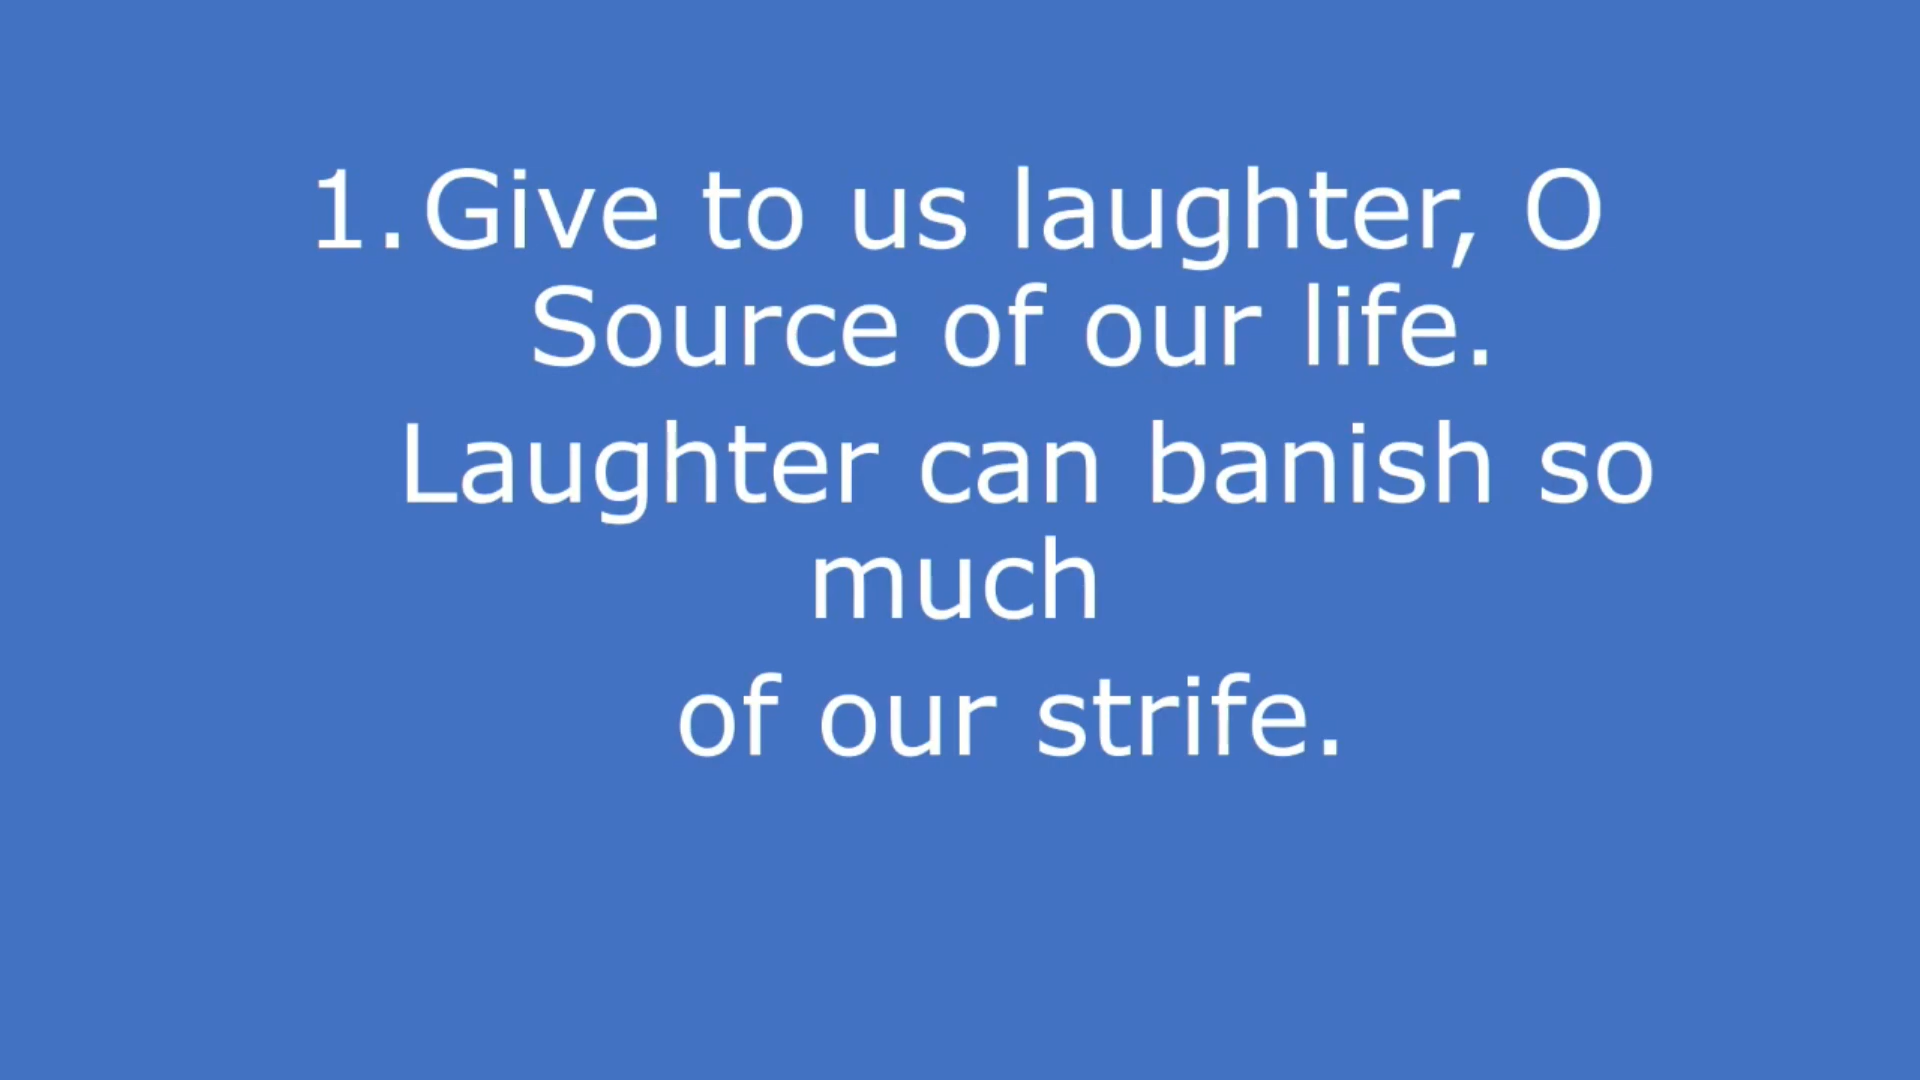 1. Give to us laughter, O
Source of our life.
Laughter can banish so
much
of our strife.